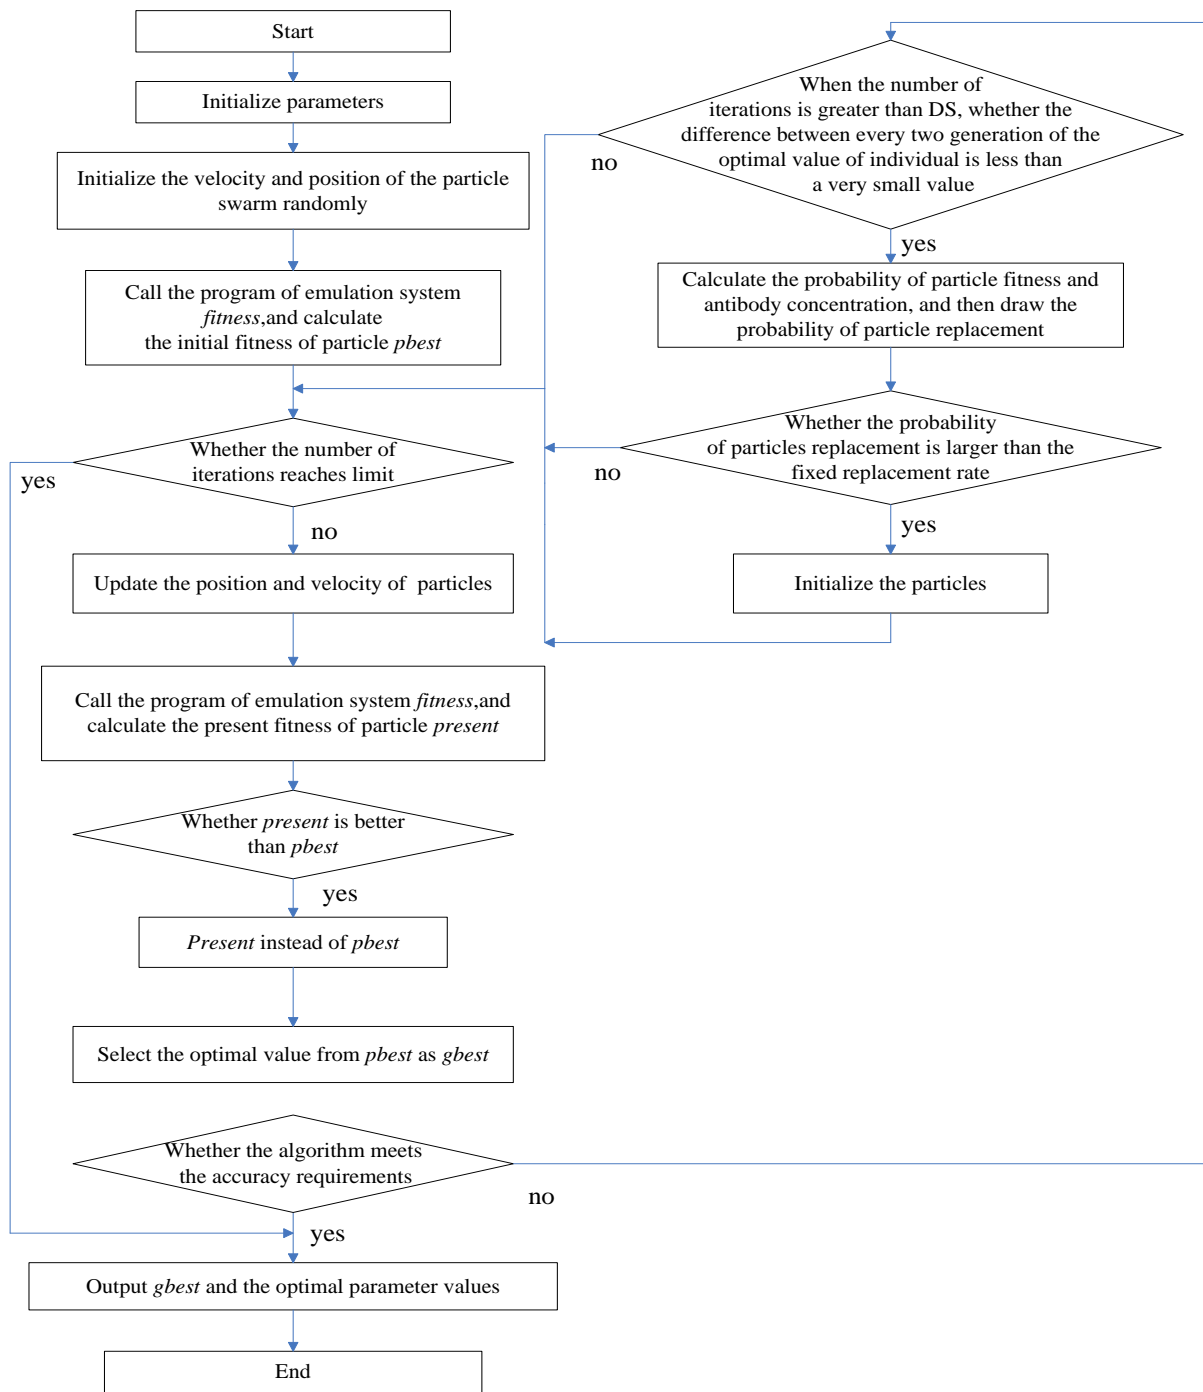 Start
Initialize parameters
Initialize the velocity and position of the particle
swarm randomly
Call the program of emulation system
fitness,and calculate
the initial fitness of particle pbest
Whether the number of
iterations reaches limit
yes
no
Update the position and velocity of  particles
Call the program of emulation system fitness,and
calculate the present fitness of particle present
Whether present is better
than pbest
yes
Present instead of pbest
Select the optimal value from pbest as gbest
Whether the algorithm meets
the accuracy requirements
no
yes
Output gbest and the optimal parameter values
End
When the number of
iterations is greater than DS, whether the
difference between every two generation of the
optimal value of individual is less than
a very small value
no
yes
Calculate the probability of particle fitness and
antibody concentration, and then draw the
probability of particle replacement
Whether the probability
of particles replacement is larger than the
fixed replacement rate
no
yes
Initialize the particles